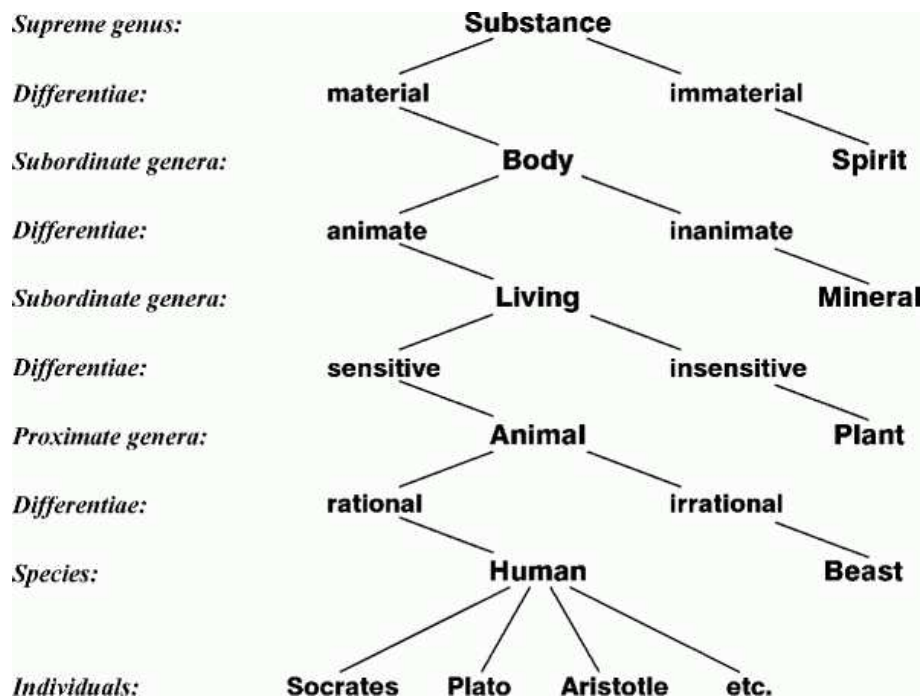 Supreme genus: Substance
Differentiae: material immaterial
Subordinate genera: Body Spirit
Differentiae: animate inanimate
Subordinate genera: Living Mineral
Differentiae: sensitive insensitive
Proximate genera: Animal Plant
Differentiae: rational irrational
Species: Human Beast
Individuals: Socrates Plato Aristotle etc.